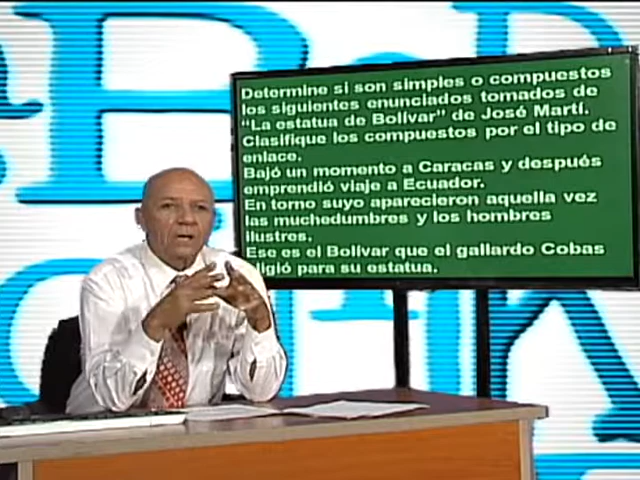 Determine si son simples o compuestos
los siguientes enunciados tomados de
"La estatua de Bolívar" de José Martí.
Clasifique los compuestos por el tipo de
enlace.
Bajó un momento a Caracas y después
emprendió viaje a Ecuador.
En torno suyo aparecieron aquella vez
las muchedumbres y los hombres
ilustres.
Ese es el Bolívar que el gallardo Cobas
eligió para su estatua.